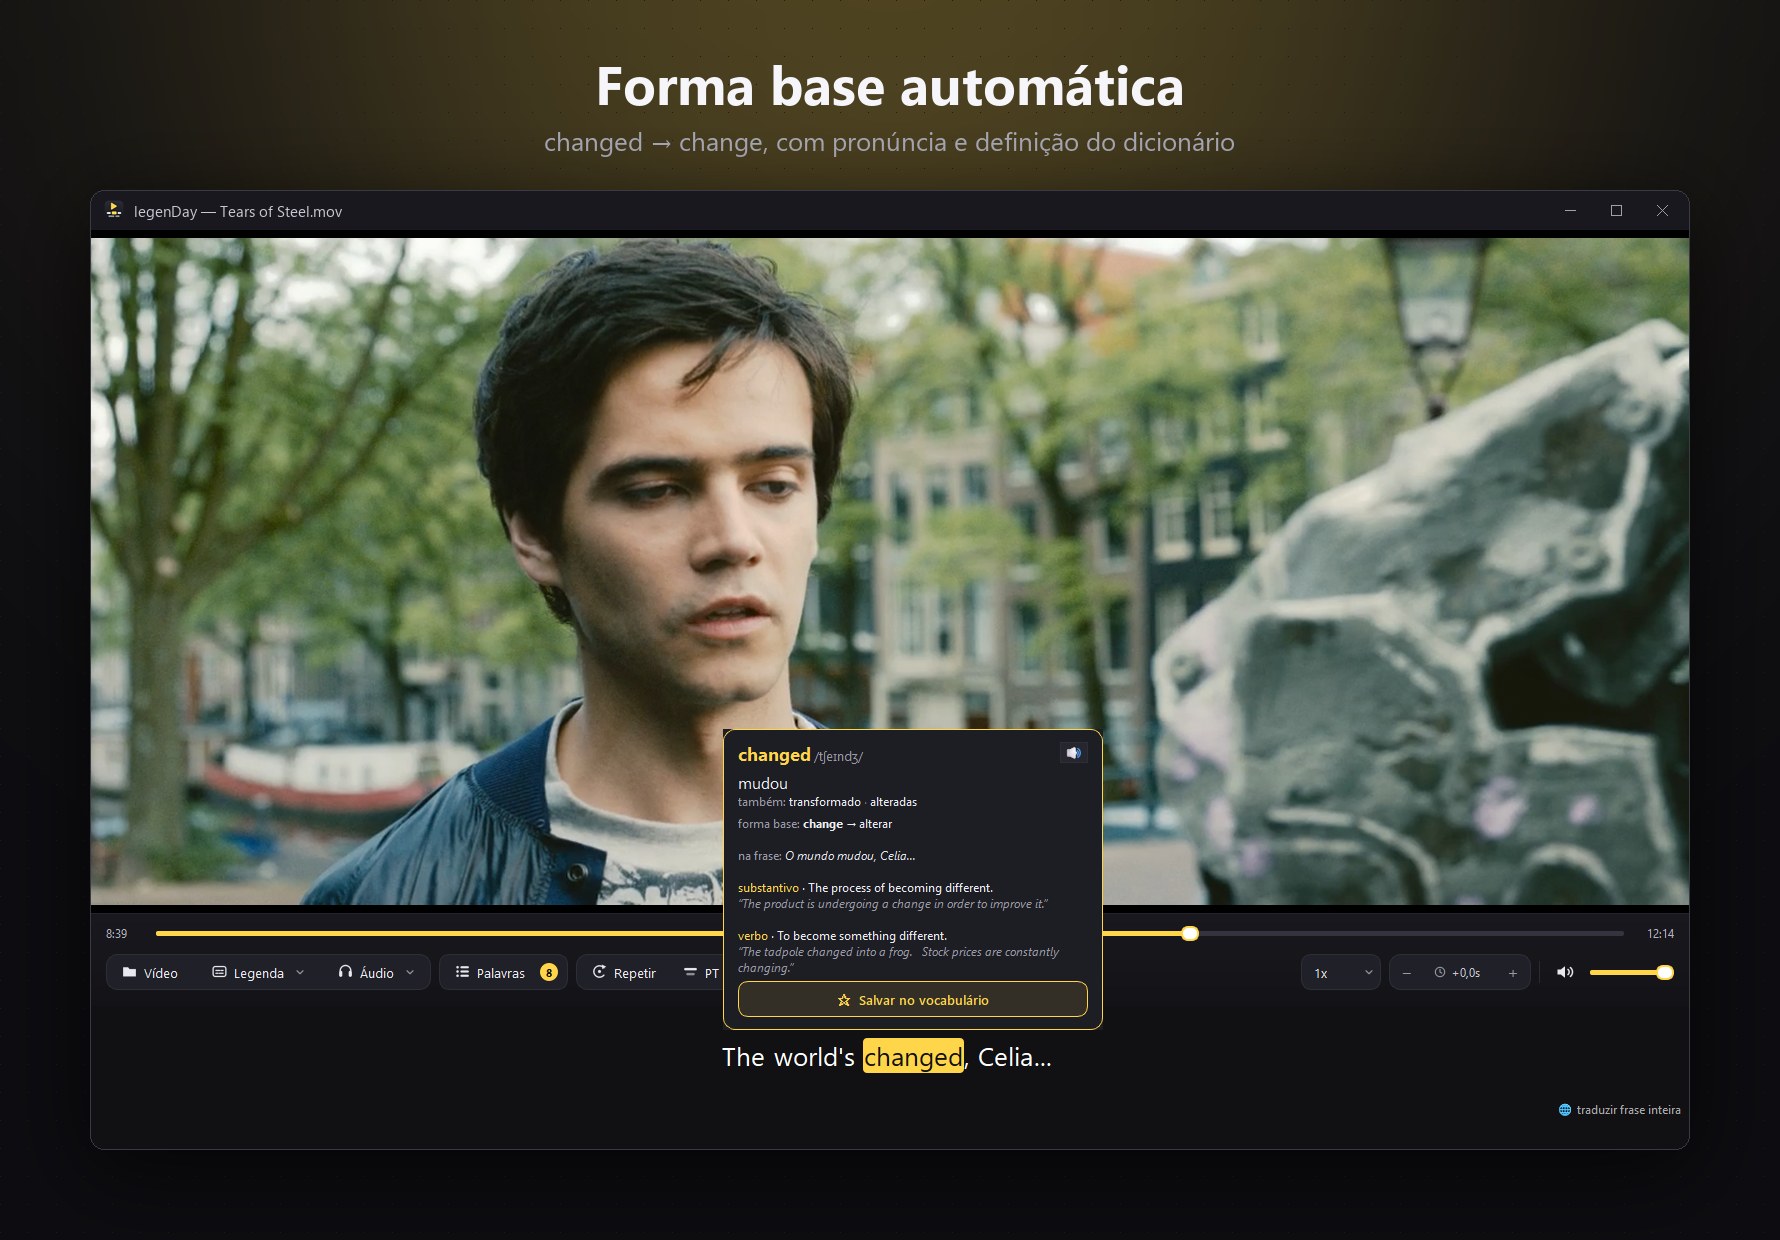 Forma base automática
changed → change, com pronúncia e definição do dicionário
legenDay — Tears of Steel.mov
changed /tʃeɪndʒ/
mudou
também: transformado · alteradas
forma base: change → alterar
na frase: O mundo mudou, Celia...
substantivo · The process of becoming different.
"The product is undergoing a change in order to improve it."
verbo · To become something different.
"The tadpole changed into a frog. Stock prices are constantly
changing."
Salvar no vocabulário
8:39
12:14
Vídeo Legenda Áudio Palavras 8 Repetir PT
1x − +0,0s +
The world's changed, Celia...
traduzir frase inteira